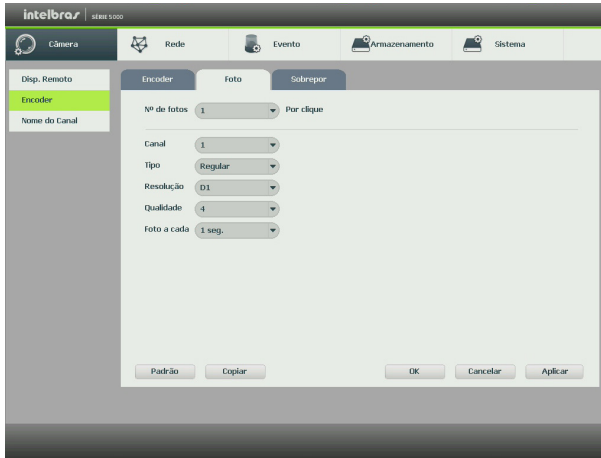 intelbras SÉRIE 5000
Câmera Rede Evento Armazenamento Sistema
Disp. Remoto
Encoder
Nome do Canal
Encoder Foto Sobrepor
Nº de fotos 1 Por clique
Canal 1
Tipo Regular
Resolução D1
Qualidade 4
Foto a cada 1 seg.
Padrão Copiar OK Cancelar Aplicar